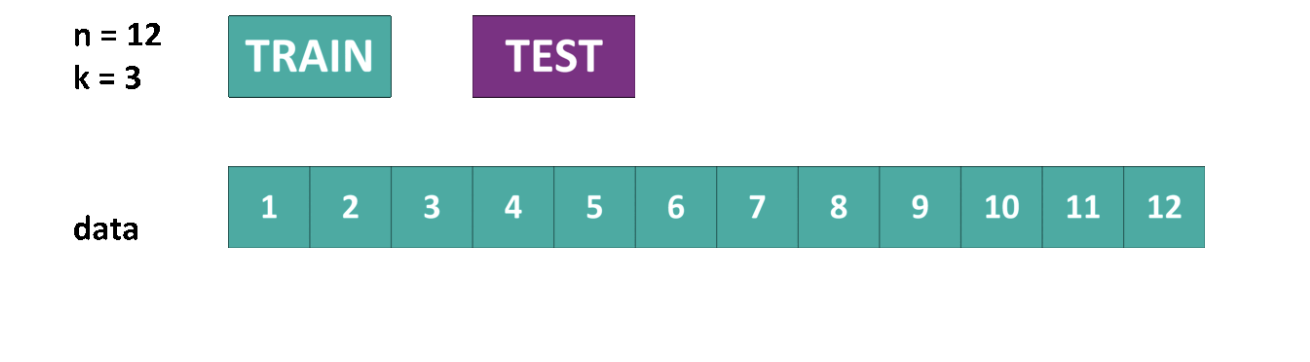 n = 12
k = 3
TRAIN
TEST
data
1 2 3 4 5 6 7 8 9 10 11 12